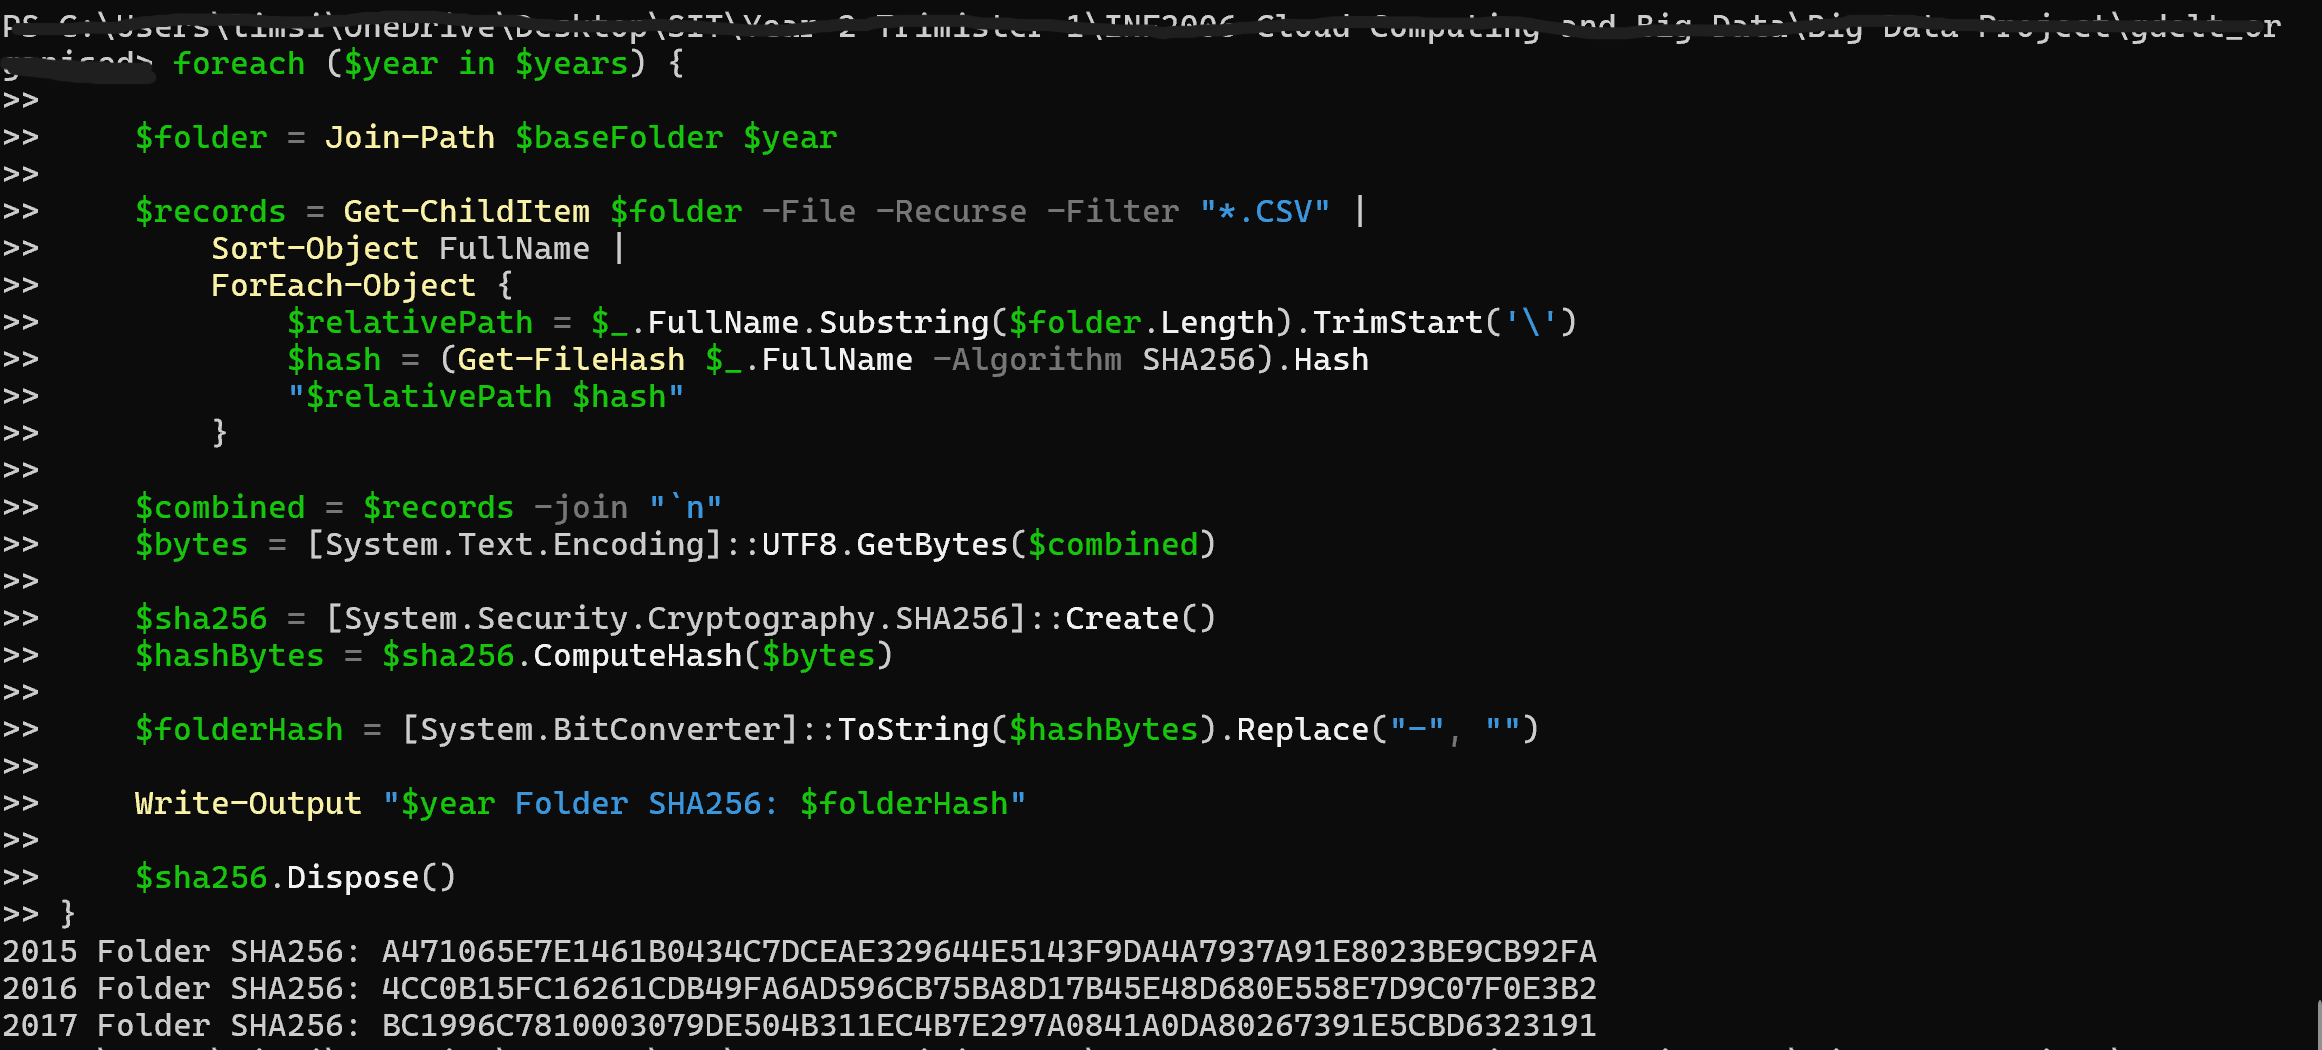 foreach ($year in $years) {
>>
>>     $folder = Join-Path $baseFolder $year
>>
>>     $records = Get-ChildItem $folder -File -Recurse -Filter "*.CSV" |
>>         Sort-Object FullName |
>>         ForEach-Object {
>>             $relativePath = $_.FullName.Substring($folder.Length).TrimStart('\')
>>             $hash = (Get-FileHash $_.FullName -Algorithm SHA256).Hash
>>             "$relativePath $hash"
>>         }
>>
>>     $combined = $records -join "`n"
>>     $bytes = [System.Text.Encoding]::UTF8.GetBytes($combined)
>>
>>     $sha256 = [System.Security.Cryptography.SHA256]::Create()
>>     $hashBytes = $sha256.ComputeHash($bytes)
>>
>>     $folderHash = [System.BitConverter]::ToString($hashBytes).Replace("-", "")
>>
>>     Write-Output "$year Folder SHA256: $folderHash"
>>
>>     $sha256.Dispose()
>> }
2015 Folder SHA256: A471065E7E1461B0434C7DCEAE329644E5143F9DA4A7937A91E8023BE9CB92FA
2016 Folder SHA256: 4CC0B15FC16261CDB49FA6AD596CB75BA8D17B45E48D680E558E7D9C07F0E3B2
2017 Folder SHA256: BC1996C7810003079DE504B311EC4B7E297A0841A0DA80267391E5CBD6323191